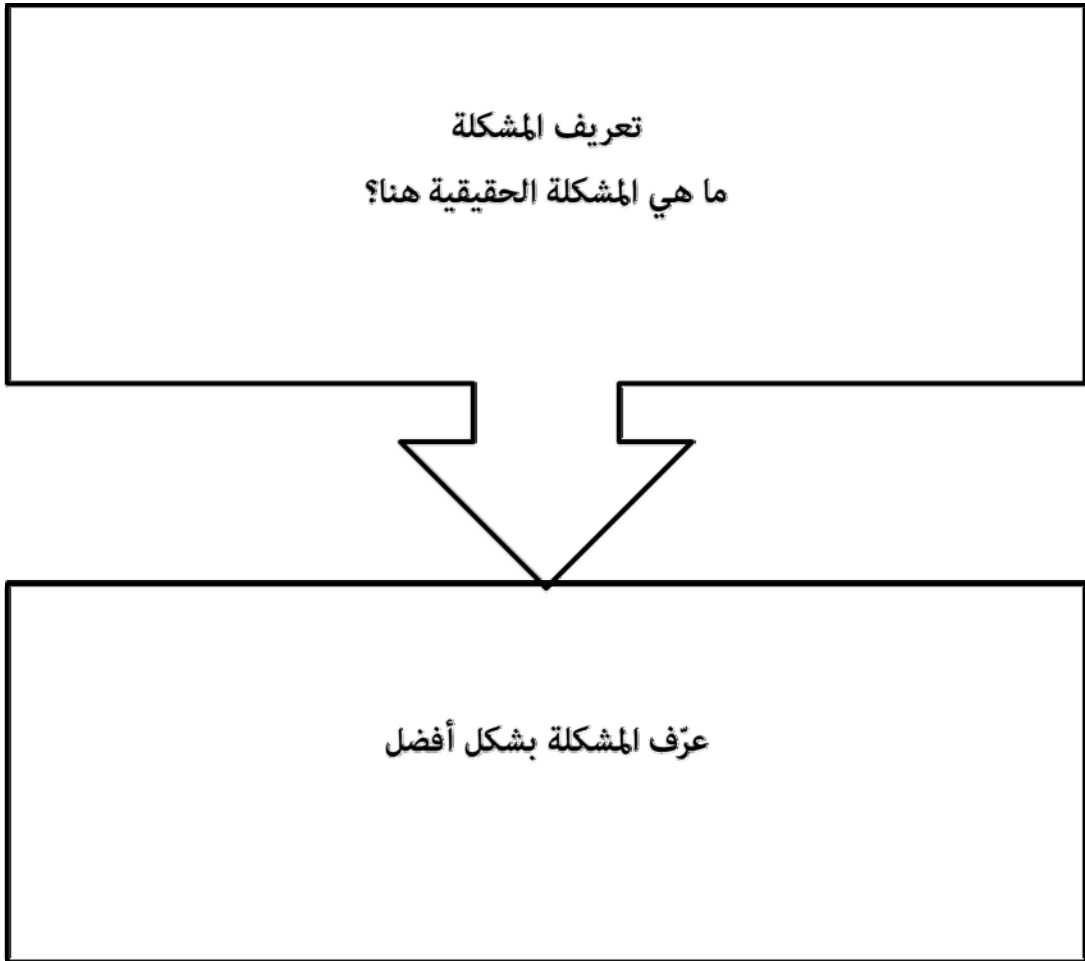 تعريف المشكلة
ما هي المشكلة الحقيقية هنا؟
عرّف المشكلة بشكل أفضل